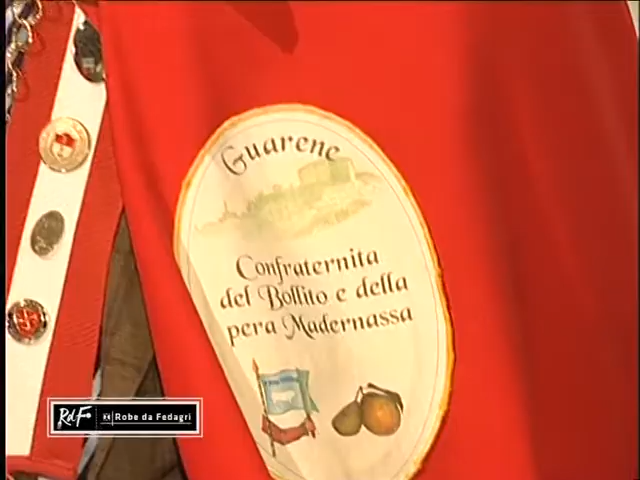 Guarene
Confraternita
del Bollito e della
pera Madernassa
RdF Robe da Fedagri